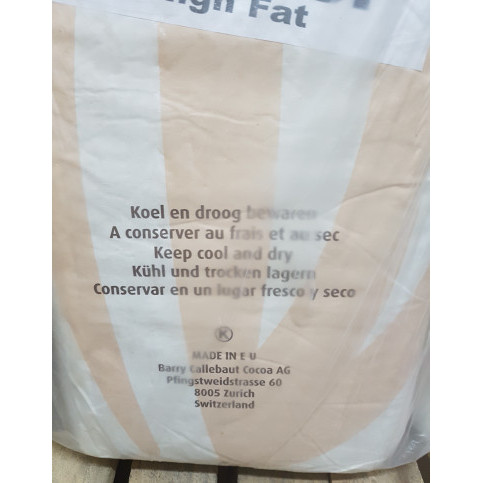 High Fat
Koel en droog bewaren
A conserver au frais et au sec
Keep cool and dry
Kühl und trocken lagern
Conservar en un lugar fresco y seco
K
MADE IN E U
Barry Callebaut Cocoa AG
Pfingstweidstrasse 60
8005 Zurich
Switzerland